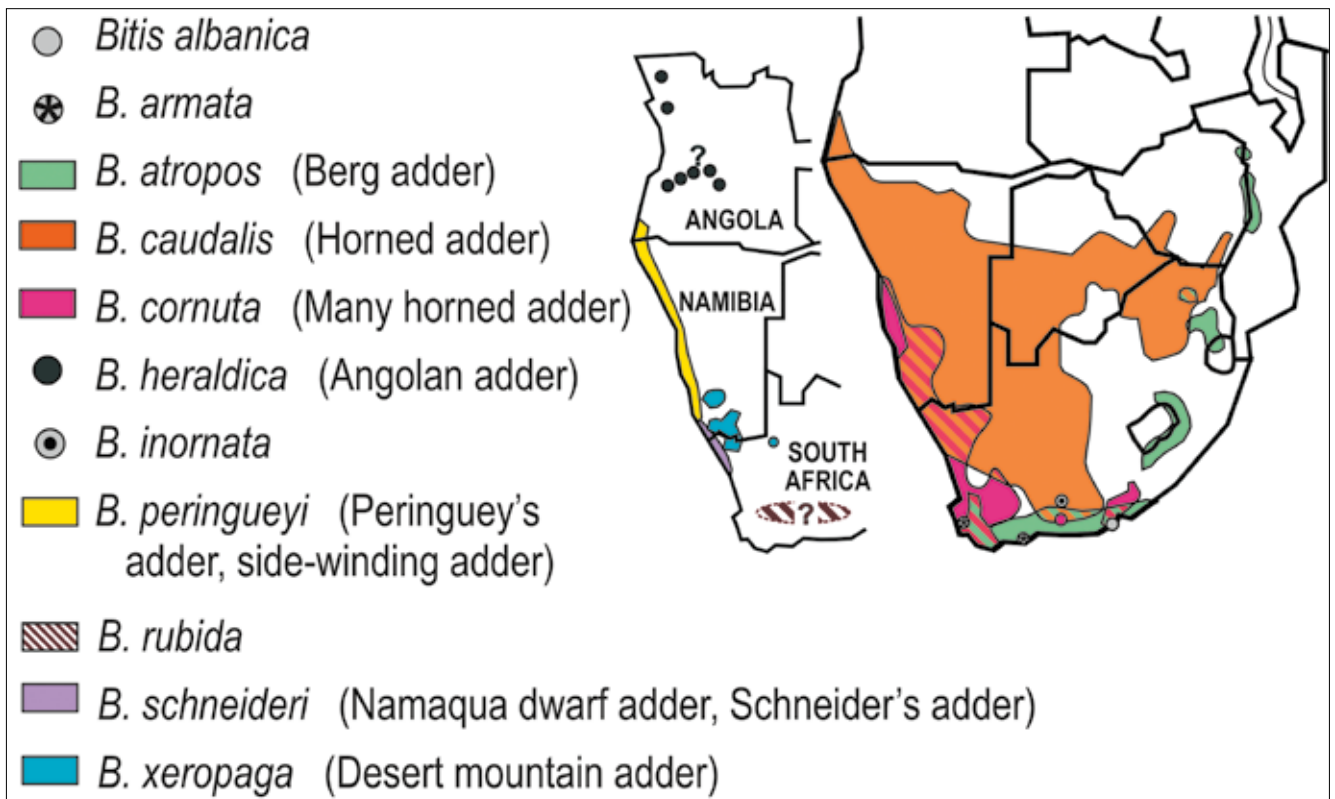 Bitis albanica
B. armata
B. atropos (Berg adder)
B. caudalis (Horned adder)
B. cornuta (Many horned adder)
B. heraldica (Angolan adder)
B. inornata
B. peringueyi (Peringuey's
adder, side-winding adder)
B. rubida
B. schneideri (Namaqua dwarf adder, Schneider's adder)
B. xeropaga (Desert mountain adder)
?
ANGOLA
NAMIBIA
SOUTH
AFRICA
?